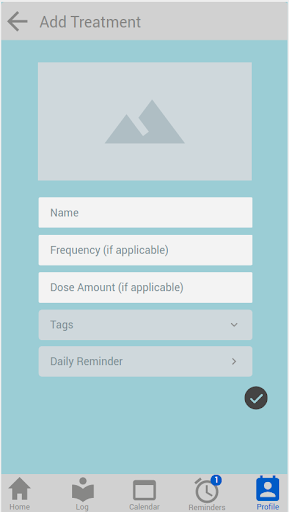 Add Treatment
Name
Frequency (if applicable)
Dose Amount (if applicable)
Tags
Daily Reminder
1
Home
Log
Calendar
Reminders
Profile